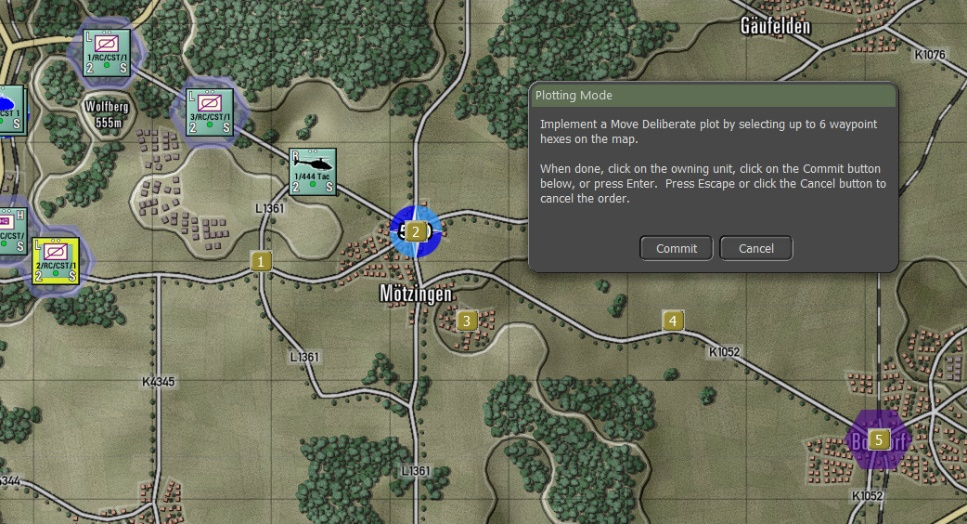 Gäufelden
K1076
L
1/RC/CST/1
2 S
Wolfberg
555m
L
3/RC/CST/1
2 S
S
R
1/444 Tac
2 S
L1361
H
S
L
2/RC/CST/1
2 S
1
2
Mötzingen
3
4
K1052
L1361
K4345
5
L1361
K1052
Plotting Mode
Implement a Move Deliberate plot by selecting up to 6 waypoint
hexes on the map.
When done, click on the owning unit, click on the Commit button
below, or press Enter. Press Escape or click the Cancel button to
cancel the order.
Commit
Cancel